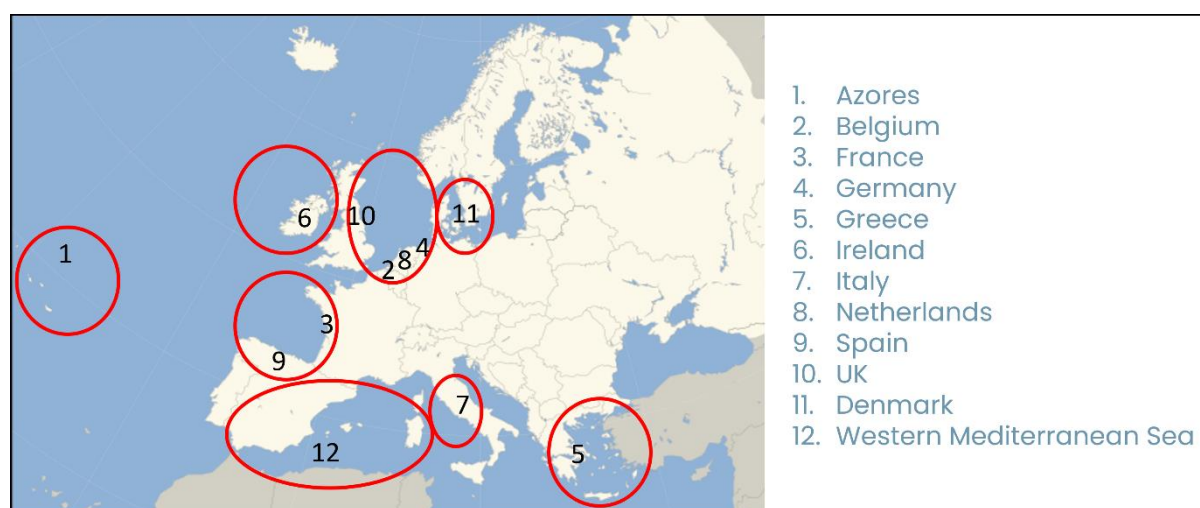 1
6
10
11
4
8
2
3
9
7
12
5
1. Azores
2. Belgium
3. France
4. Germany
5. Greece
6. Ireland
7. Italy
8. Netherlands
9. Spain
10. UK
11. Denmark
12. Western Mediterranean Sea